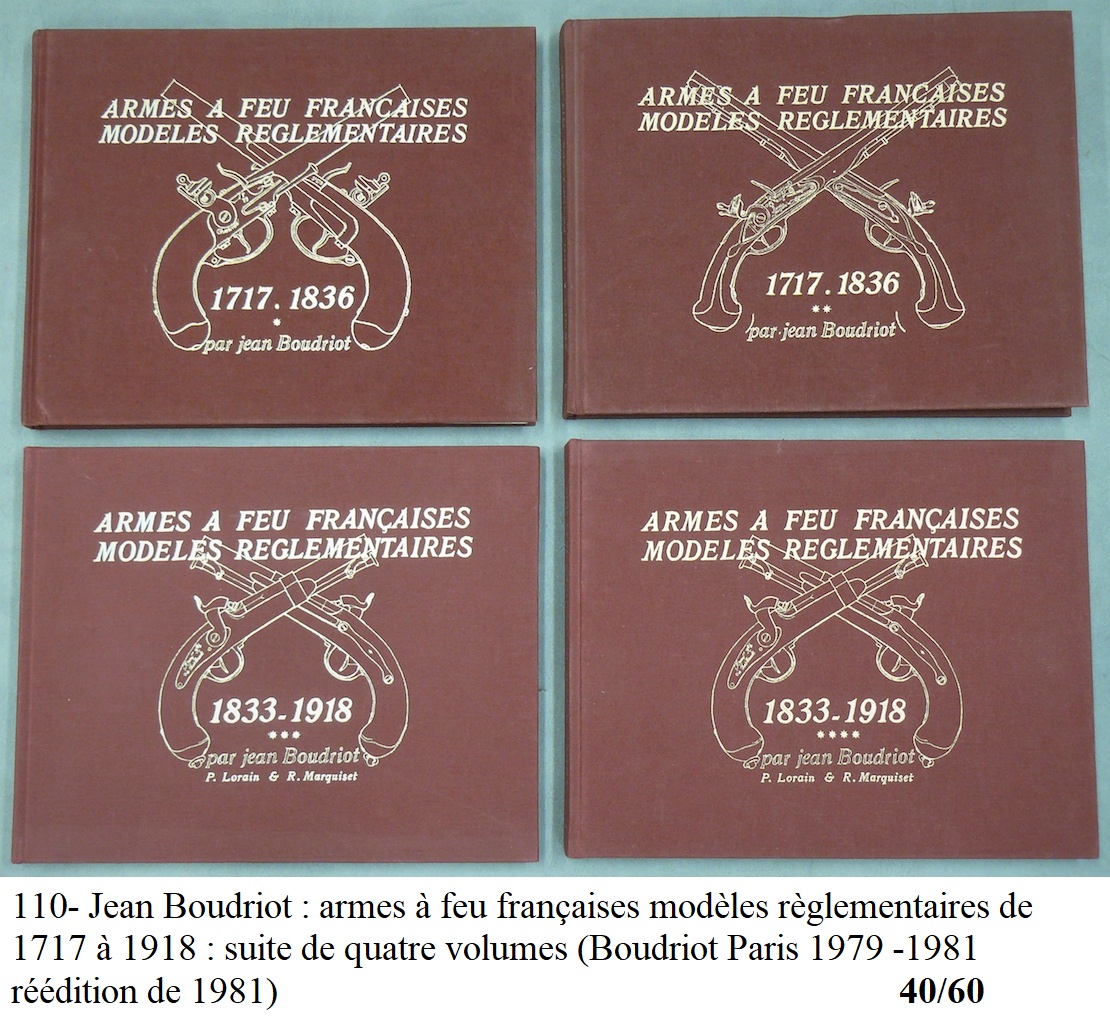 ARMES A FEU FRANÇAISES
MODELES REGLEMENTAIRES
1717. 1836
*
par jean Boudriot
ARMES A FEU FRANÇAISES
MODELES REGLEMENTAIRES
1717. 1836
**
par jean Boudriot
ARMES A FEU FRANÇAISES
MODELES REGLEMENTAIRES
1833-1918
***
par jean Boudriot
P. Lorain & R. Marquiset
ARMES A FEU FRANÇAISES
MODELES REGLEMENTAIRES
1833-1918
****
par jean Boudriot
P. Lorain & R. Marquiset
110- Jean Boudriot : armes à feu françaises modèles règlementaires de
1717 à 1918 : suite de quatre volumes (Boudriot Paris 1979 -1981
réédition de 1981) 40/60